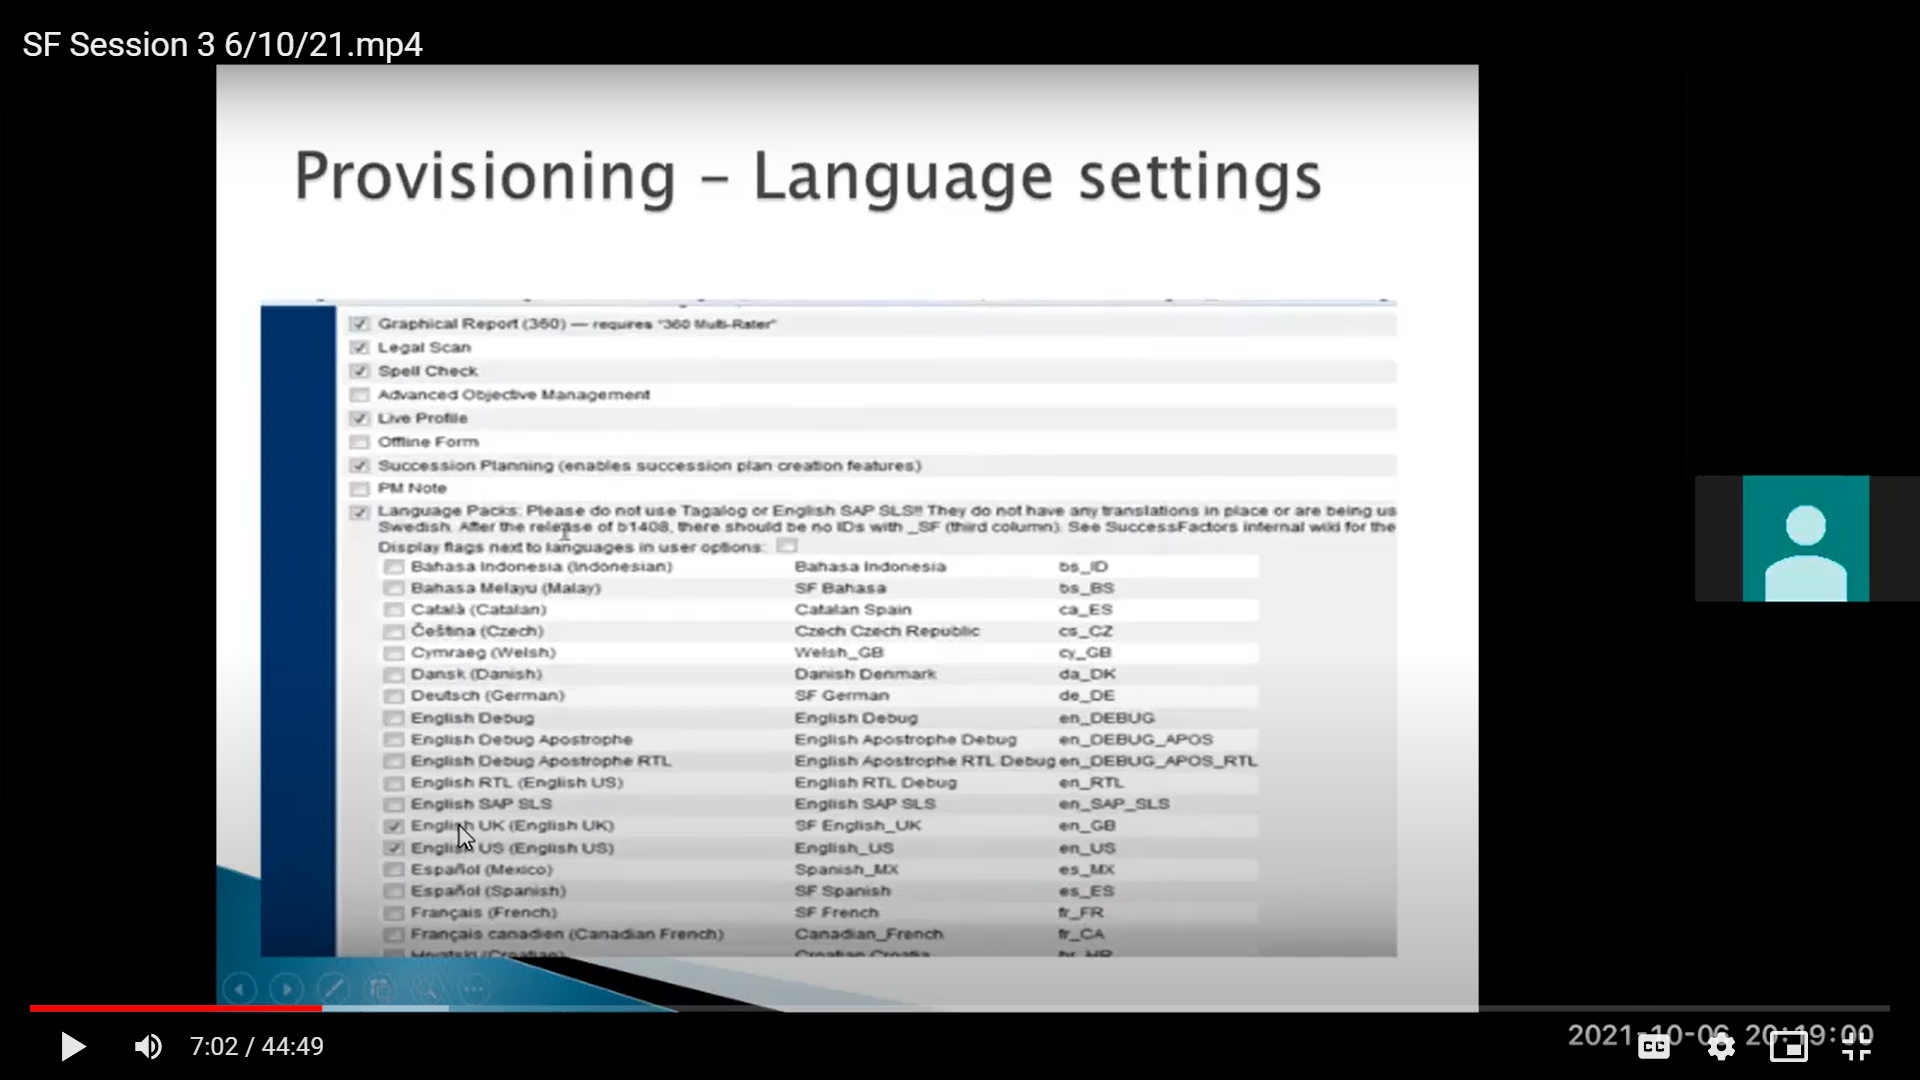 SF Session 3 6/10/21.mp4
Provisioning – Language settings
Graphical Report (360) — requires "360 Multi-Rater"
Legal Scan
Spell Check
Advanced Objective Management
Live Profile
Offline Form
Succession Planning (enables succession plan creation features)
PM Note
Language Packs: Please do not use Tagalog or English SAP SLS!! They do not have any translations in place or are being us
Swedish. After the release of b1408, there should be no IDs with _SF (third column). See SuccessFactors internal wiki for the
Display flags next to languages in user options:
Bahasa Indonesia (Indonesian) Bahasa Indonesia bs_ID
Bahasa Melayu (Malay) SF Bahasa bs_BS
Català (Catalan) Catalan Spain ca_ES
Čeština (Czech) Czech Czech Republic cs_CZ
Cymraeg (Welsh) Welsh_GB cy_GB
Dansk (Danish) Danish Denmark da_DK
Deutsch (German) SF German de_DE
English Debug English Debug en_DEBUG
English Debug Apostrophe English Apostrophe Debug en_DEBUG_APOS
English Debug Apostrophe RTL English Apostrophe RTL Debug en_DEBUG_APOS_RTL
English RTL (English US) English RTL Debug en_RTL
English SAP SLS English SAP SLS en_SAP_SLS
English UK (English UK) SF English_UK en_GB
English US (English US) English_US en_US
Español (Mexico) Spanish_MX es_MX
Español (Spanish) SF Spanish es_ES
Français (French) SF French fr_FR
Français canadien (Canadian French) Canadian_French fr_CA
Hrvatski (Croatian) Croatian Croatia hr_HR
7:02 / 44:49
2021-10-06 20:19:00
CC